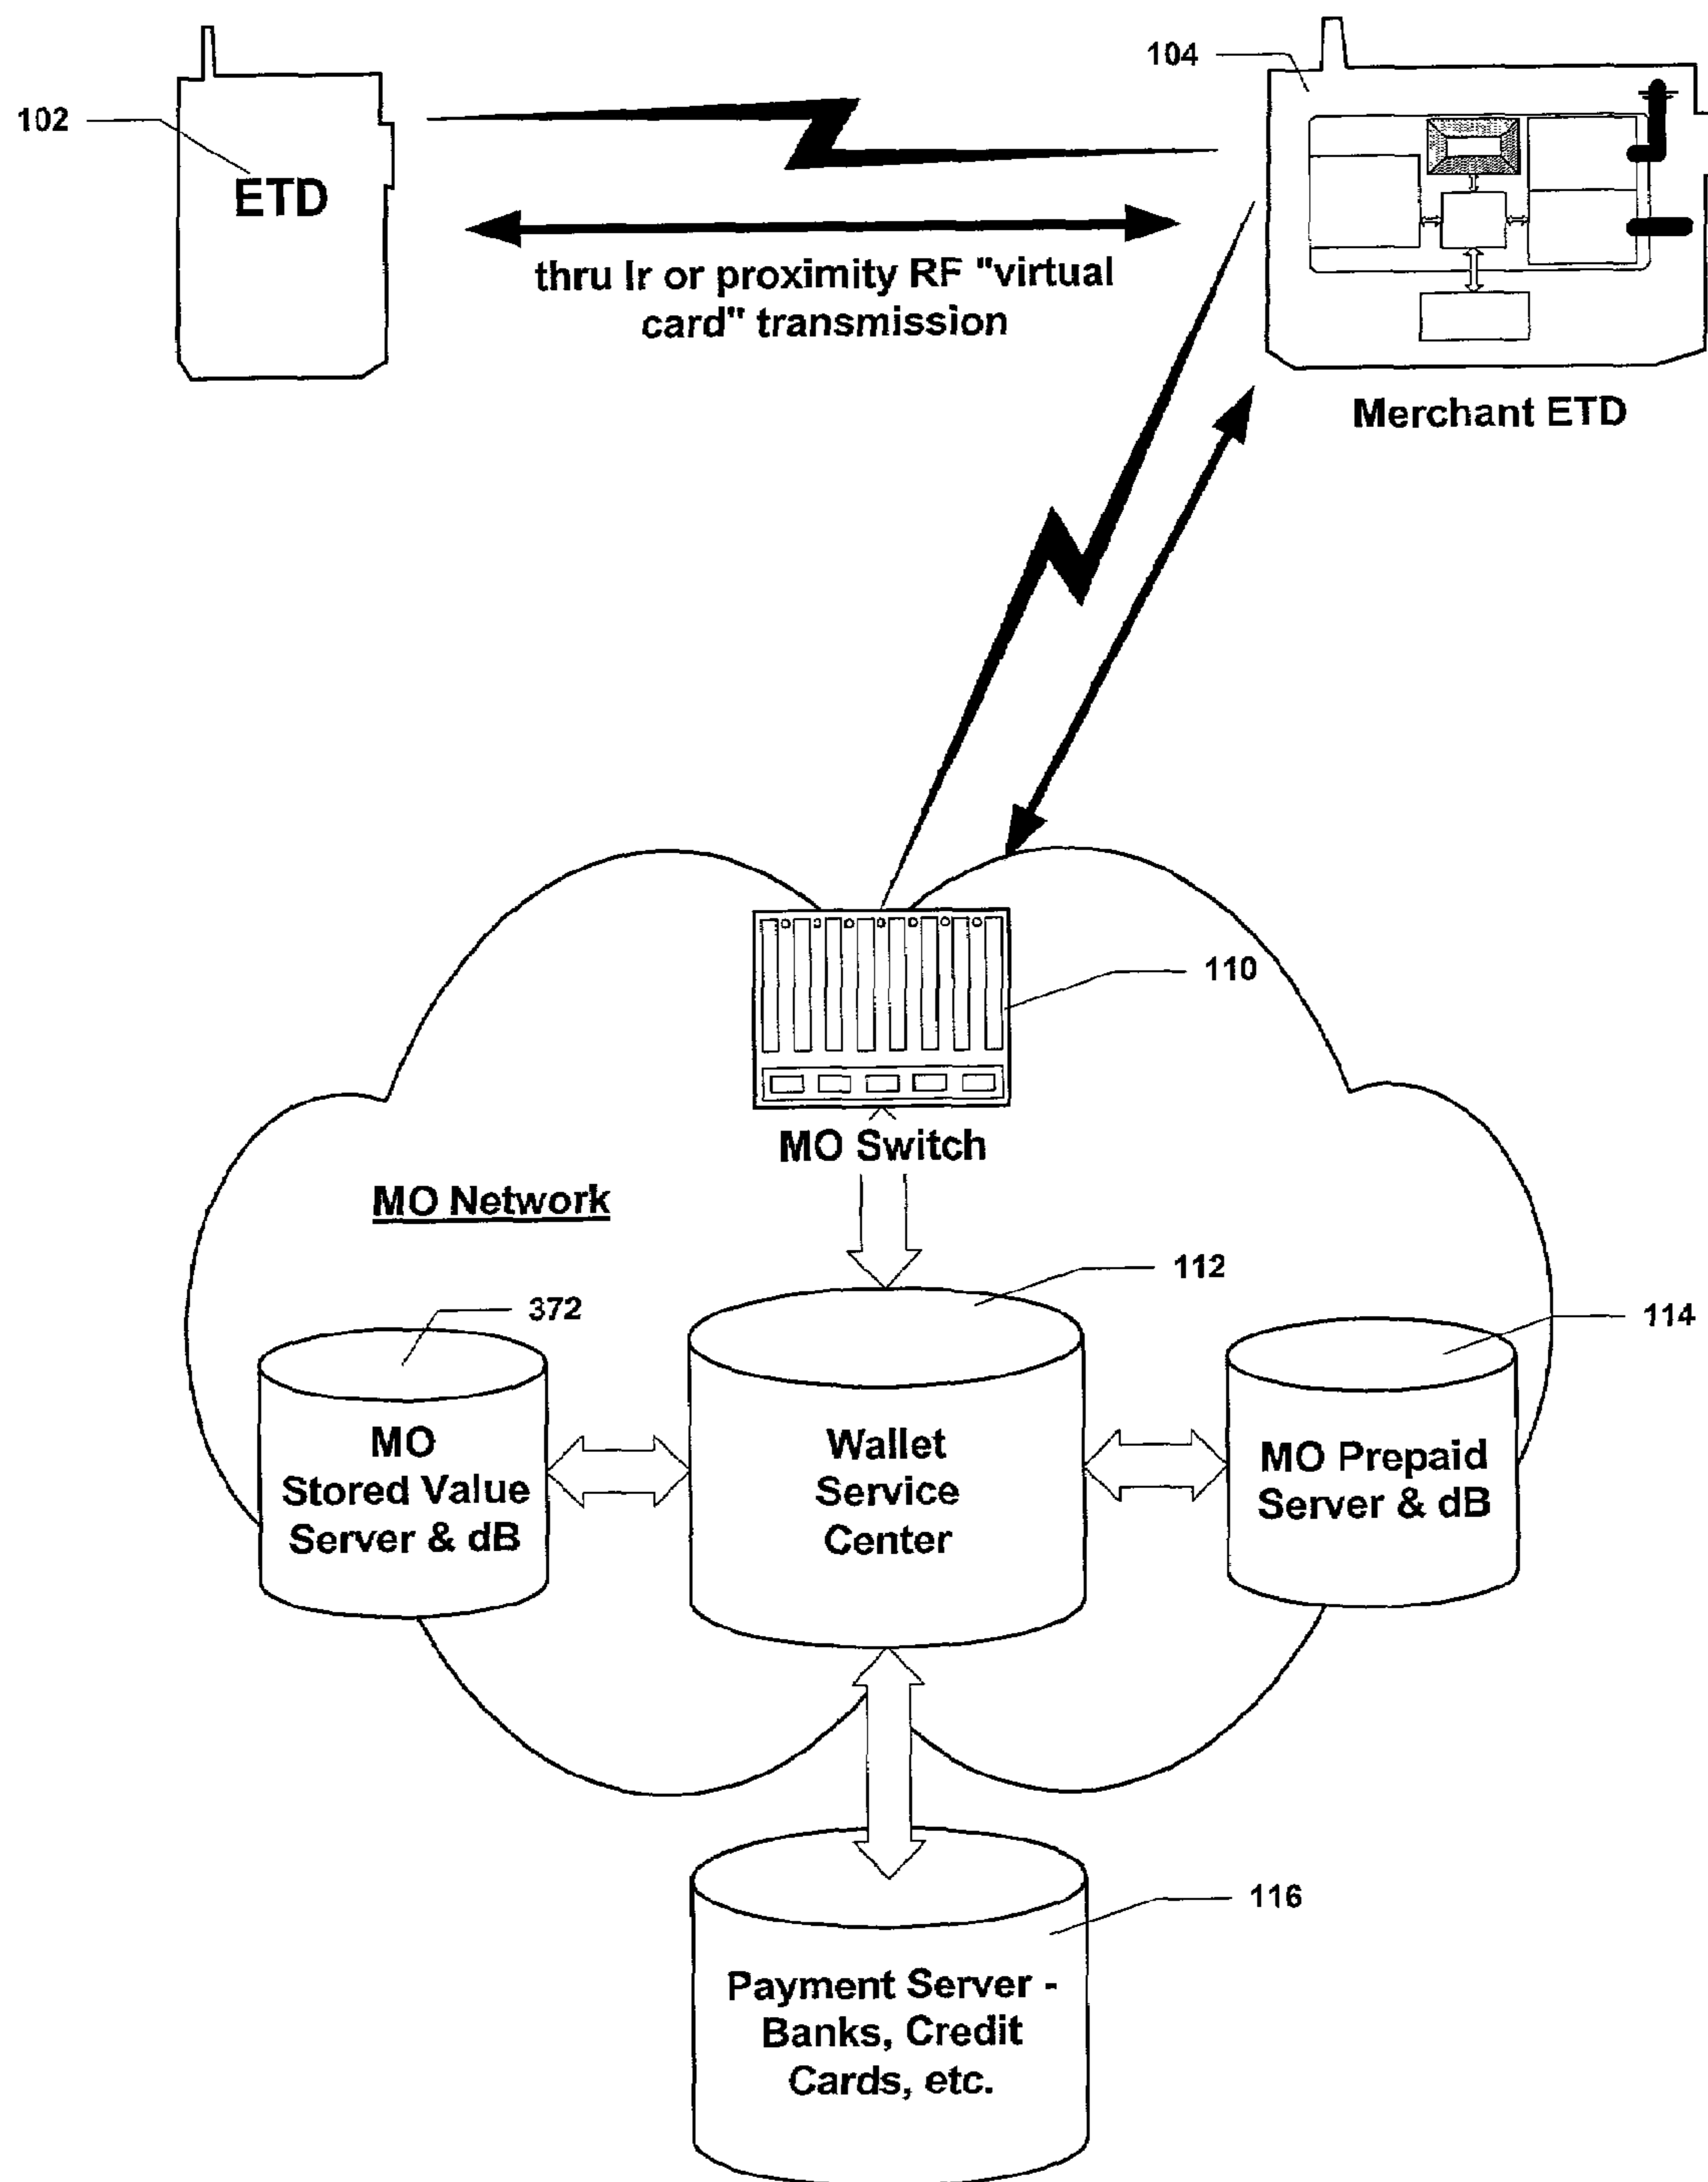 104
102
ETD
thru Ir or proximity RF "virtual
card" transmission
Merchant ETD
110
MO Switch
MO Network
112
372
114
MO
Stored Value
Server & dB
Wallet
Service
Center
MO Prepaid
Server & dB
116
Payment Server -
Banks, Credit
Cards, etc.